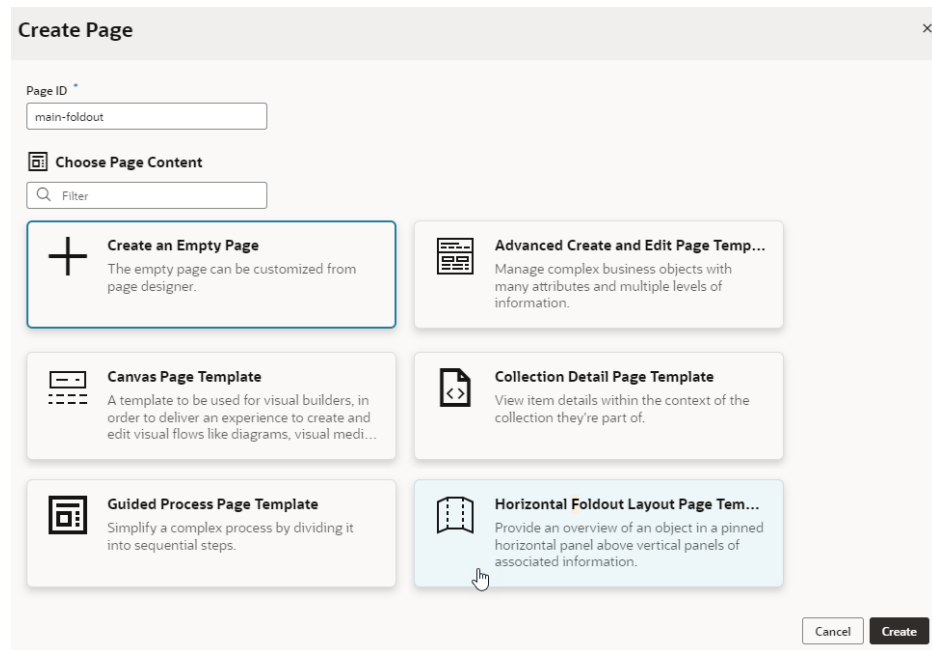 Create Page
Page ID *
main-foldout
Choose Page Content
Filter
Create an Empty Page
The empty page can be customized from
page designer.
Advanced Create and Edit Page Temp...
Manage complex business objects with
many attributes and multiple levels of
information.
Canvas Page Template
A template to be used for visual builders, in
order to deliver an experience to create and
edit visual flows like diagrams, visual medi...
Collection Detail Page Template
View item details within the context of the
collection they're part of.
Guided Process Page Template
Simplify a complex process by dividing it
into sequential steps.
Horizontal Foldout Layout Page Tem...
Provide an overview of an object in a pinned
horizontal panel above vertical panels of
associated information.
Cancel
Create